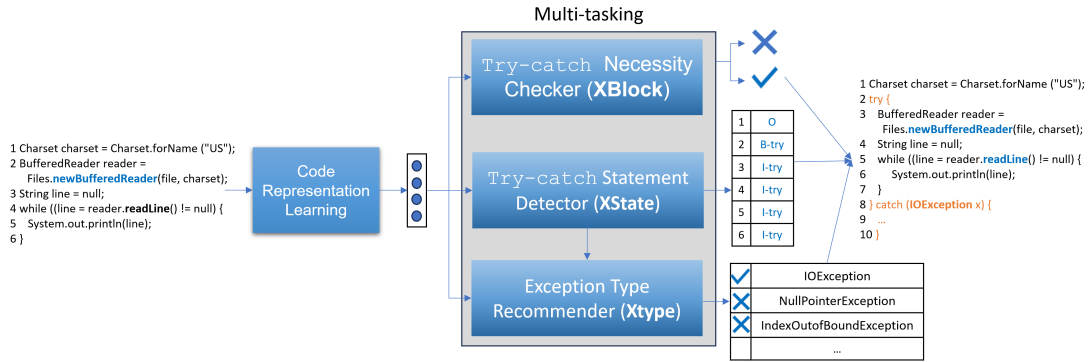 Multi-tasking
1 Charset charset = Charset.forName ("US");
2 BufferedReader reader =
Files.newBufferedReader(file, charset);
3 String line = null;
4 while ((line = reader.readLine() != null) {
5 System.out.println(line);
6 }
Code
Representation
Learning
Try-catch Necessity
Checker (XBlock)
Try-catch Statement
Detector (XState)
Exception Type
Recommender (Xtype)
1 O
2 B-try
3 I-try
4 I-try
5 I-try
6 I-try
IOException
NullPointerException
IndexOutofBoundException
...
1 Charset charset = Charset.forName ("US");
2 try {
3 BufferedReader reader =
Files.newBufferedReader(file, charset);
4 String line = null;
5 while ((line = reader.readLine() != null) {
6 System.out.println(line);
7 }
8 } catch (IOException x) {
9 ...
10 }